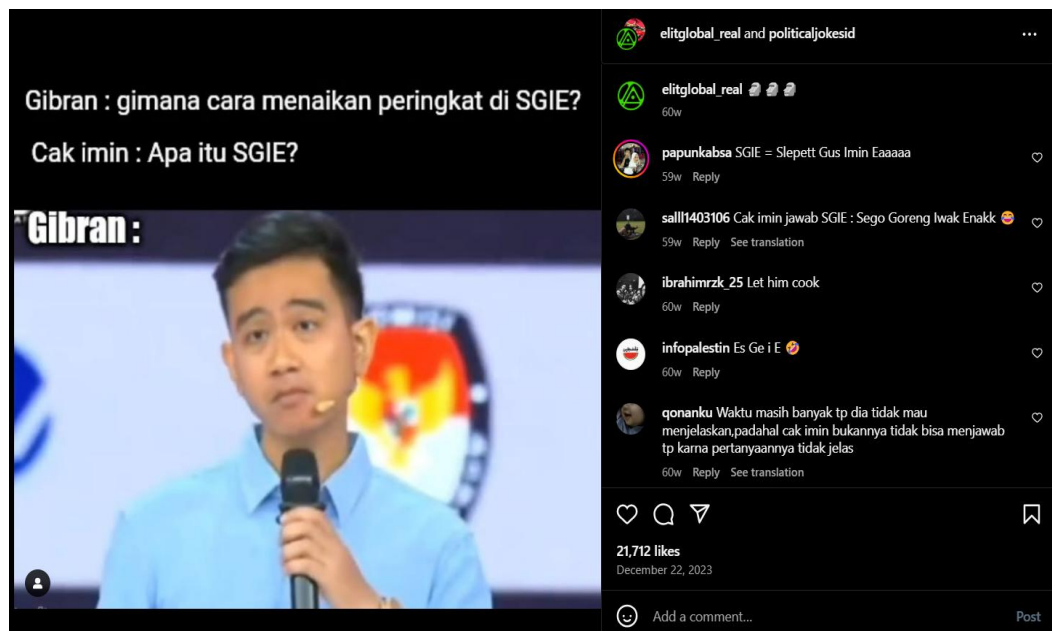 Gibran : gimana cara menaikan peringkat di SGIE?
Cak imin : Apa itu SGIE?
Gibran :
elitglobal_real and politicaljokesid
elitglobal_real 🗿🗿🗿
60w
papunkabsa SGIE = Slepett Gus Imin Eaaaaa
59w Reply
salll1403106 Cak imin jawab SGIE : Sego Goreng Iwak Enakk 😂
59w Reply See translation
ibrahimrzk_25 Let him cook
60w Reply
infopalestin Es Ge i E 🤣
60w Reply
qonanku Waktu masih banyak tp dia tidak mau
menjelaskan,padahal cak imin bukannya tidak bisa menjawab
tp karna pertanyaannya tidak jelas
60w Reply See translation
21,712 likes
December 22, 2023
Add a comment...
Post